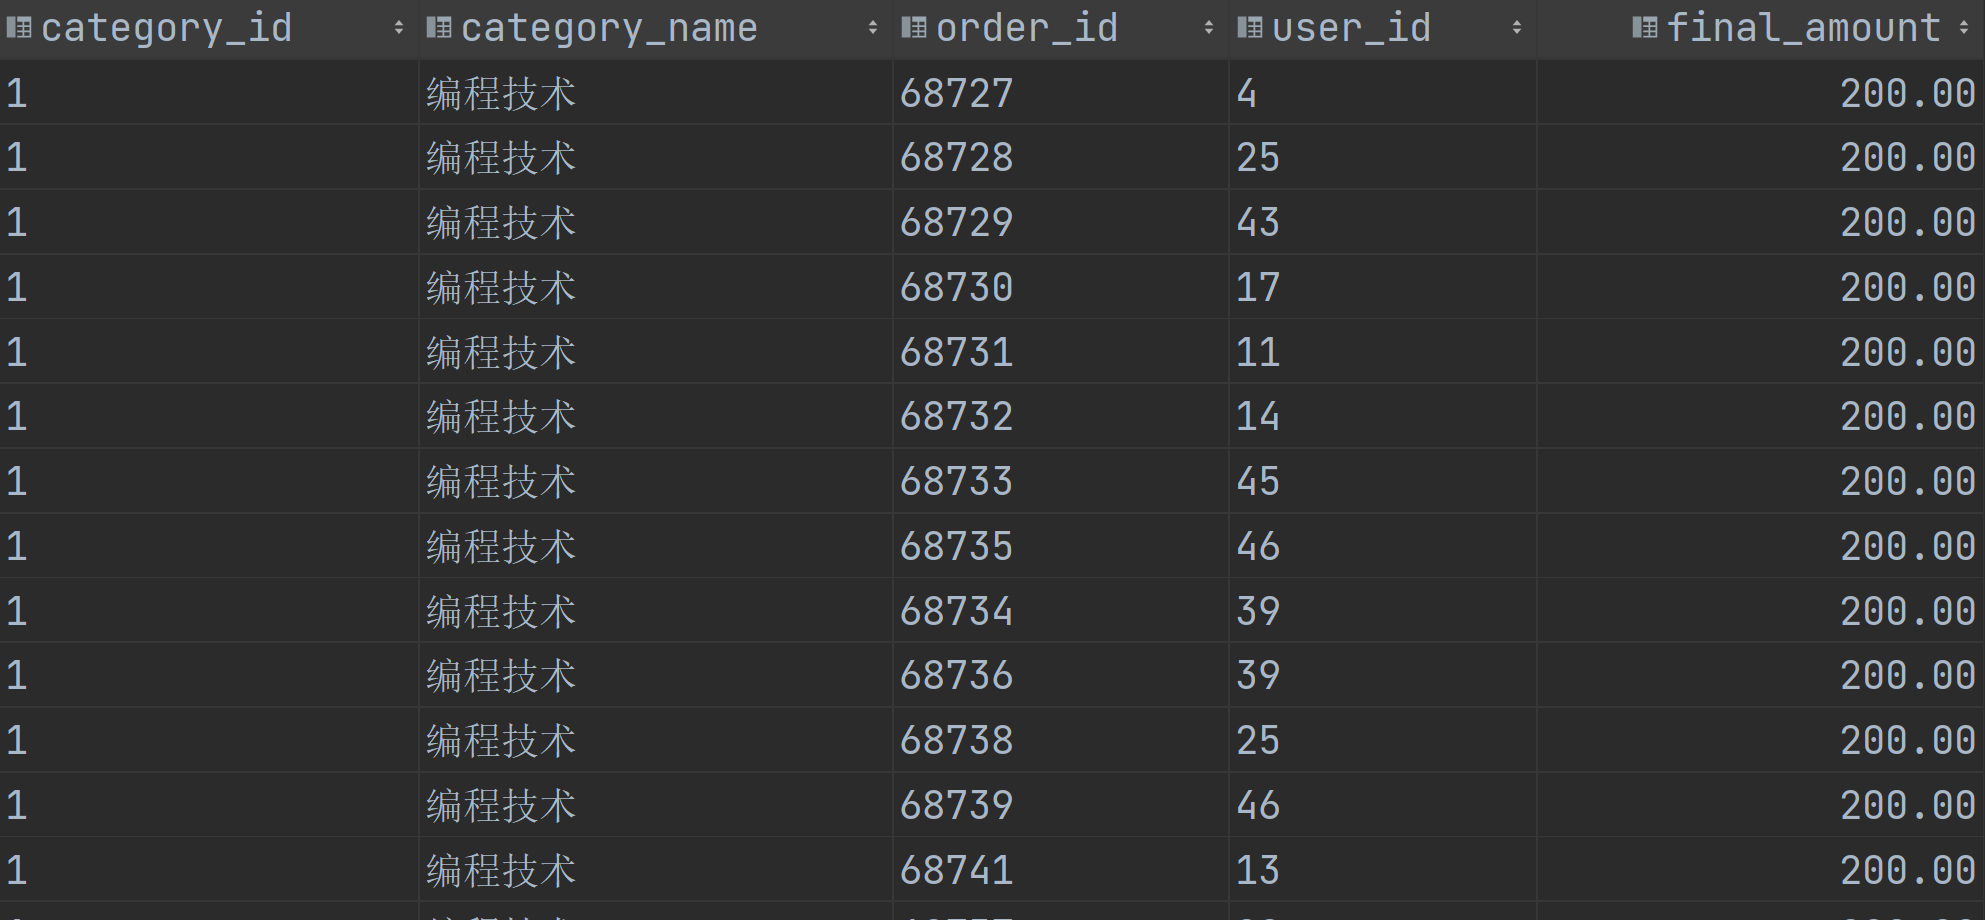 category_id category_name order_id user_id final_amount
1 编程技术 68727 4 200.00
1 编程技术 68728 25 200.00
1 编程技术 68729 43 200.00
1 编程技术 68730 17 200.00
1 编程技术 68731 11 200.00
1 编程技术 68732 14 200.00
1 编程技术 68733 45 200.00
1 编程技术 68735 46 200.00
1 编程技术 68734 39 200.00
1 编程技术 68736 39 200.00
1 编程技术 68738 25 200.00
1 编程技术 68739 46 200.00
1 编程技术 68741 13 200.00